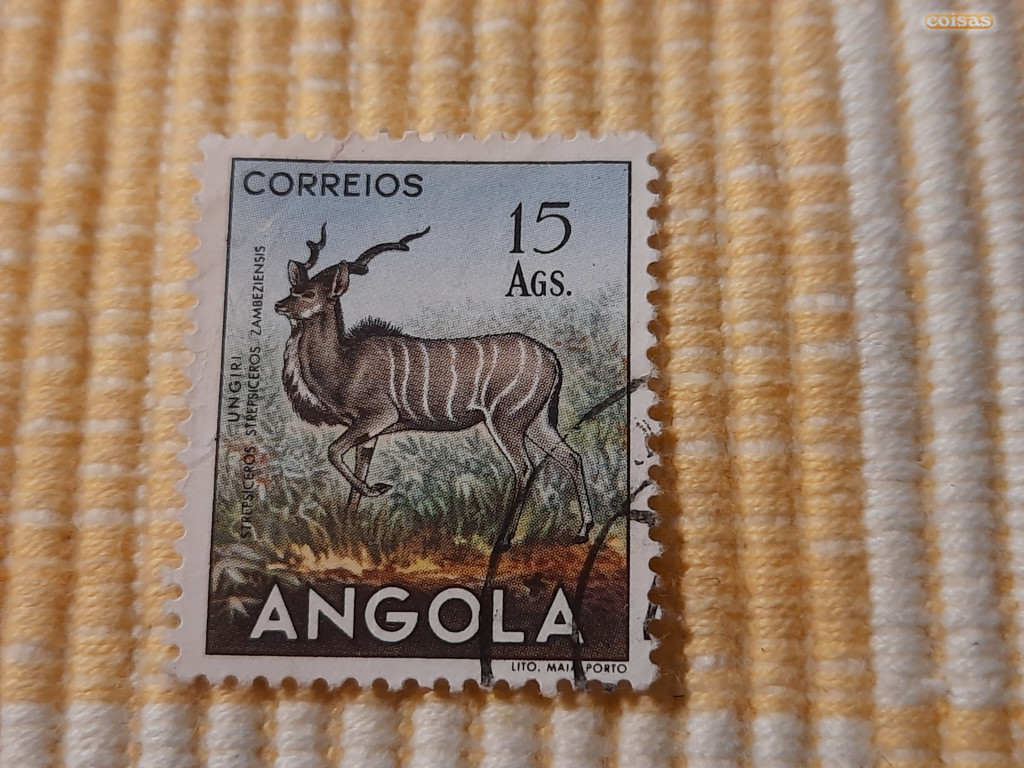 coisas
CORREIOS
15
AGS.
UNGIRI
STREPSICEROS STREPSICEROS ZAMBEZIENSIS
ANGOLA
LITO. MAIA PORTO